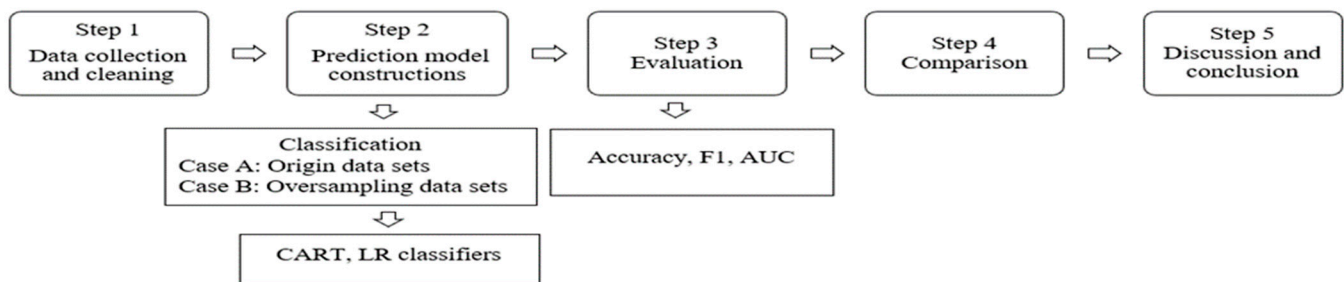 Step 1
Data collection
and cleaning
Step 2
Prediction model
constructions
Step 3
Evaluation
Step 4
Comparison
Step 5
Discussion and
conclusion
Classification
Case A: Origin data sets
Case B: Oversampling data sets
Accuracy, F1, AUC
CART, LR classifiers